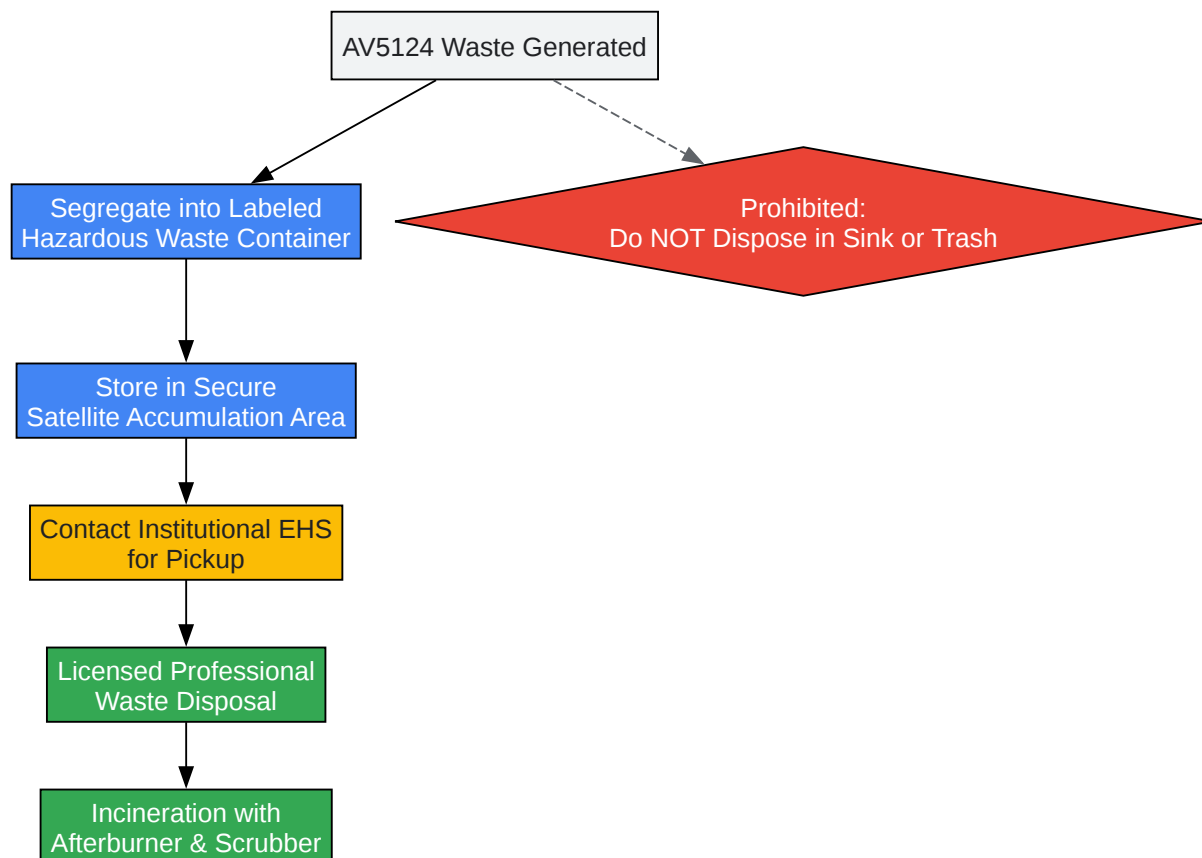 AV5124 Waste Generated
Segregate into Labeled
Hazardous Waste Container
Prohibited:
Do NOT Dispose in Sink or Trash
Store in Secure
Satellite Accumulation Area
Contact Institutional EHS
for Pickup
Licensed Professional
Waste Disposal
Incineration with
Afterburner & Scrubber